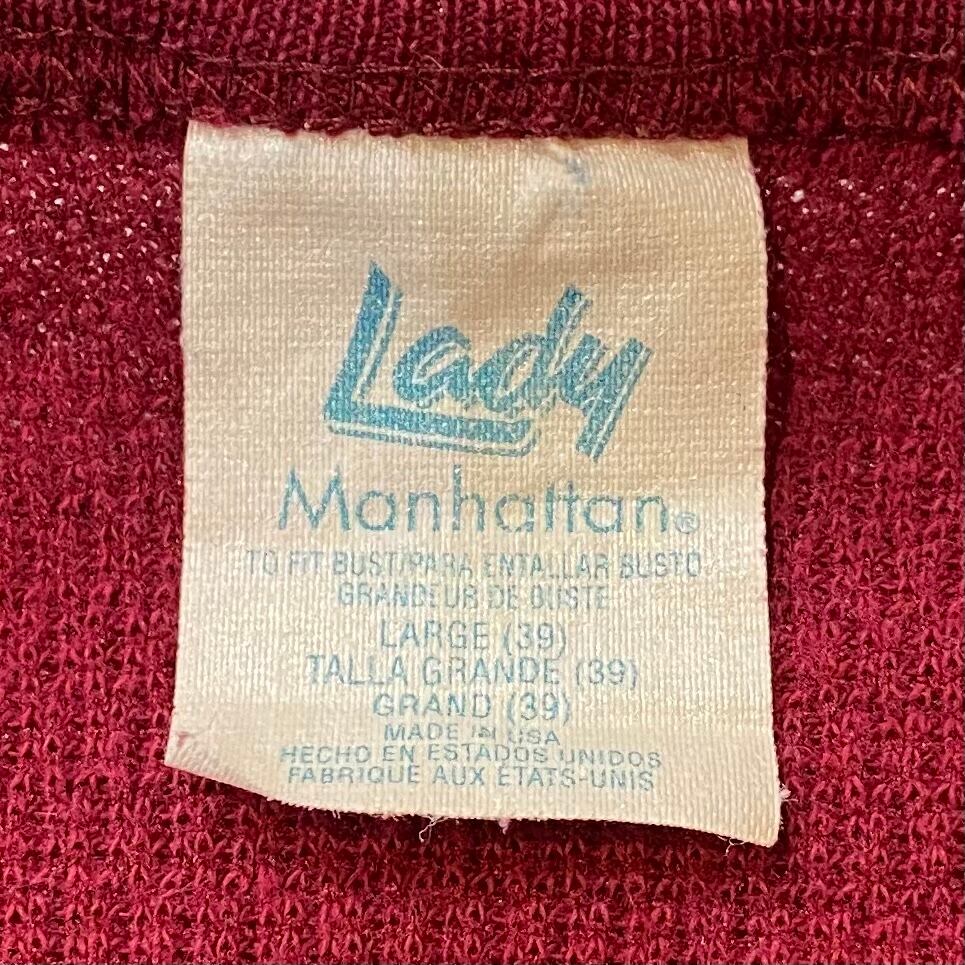 Lady
Manhattan®
TO FIT BUST/PARA ENTALLAR BUSTO
GRANDEUR DE BUSTE
LARGE (39)
TALLA GRANDE (39)
GRAND (39)
MADE IN USA
HECHO EN ESTADOS UNIDOS
FABRIQUE AUX ETATS-UNIS